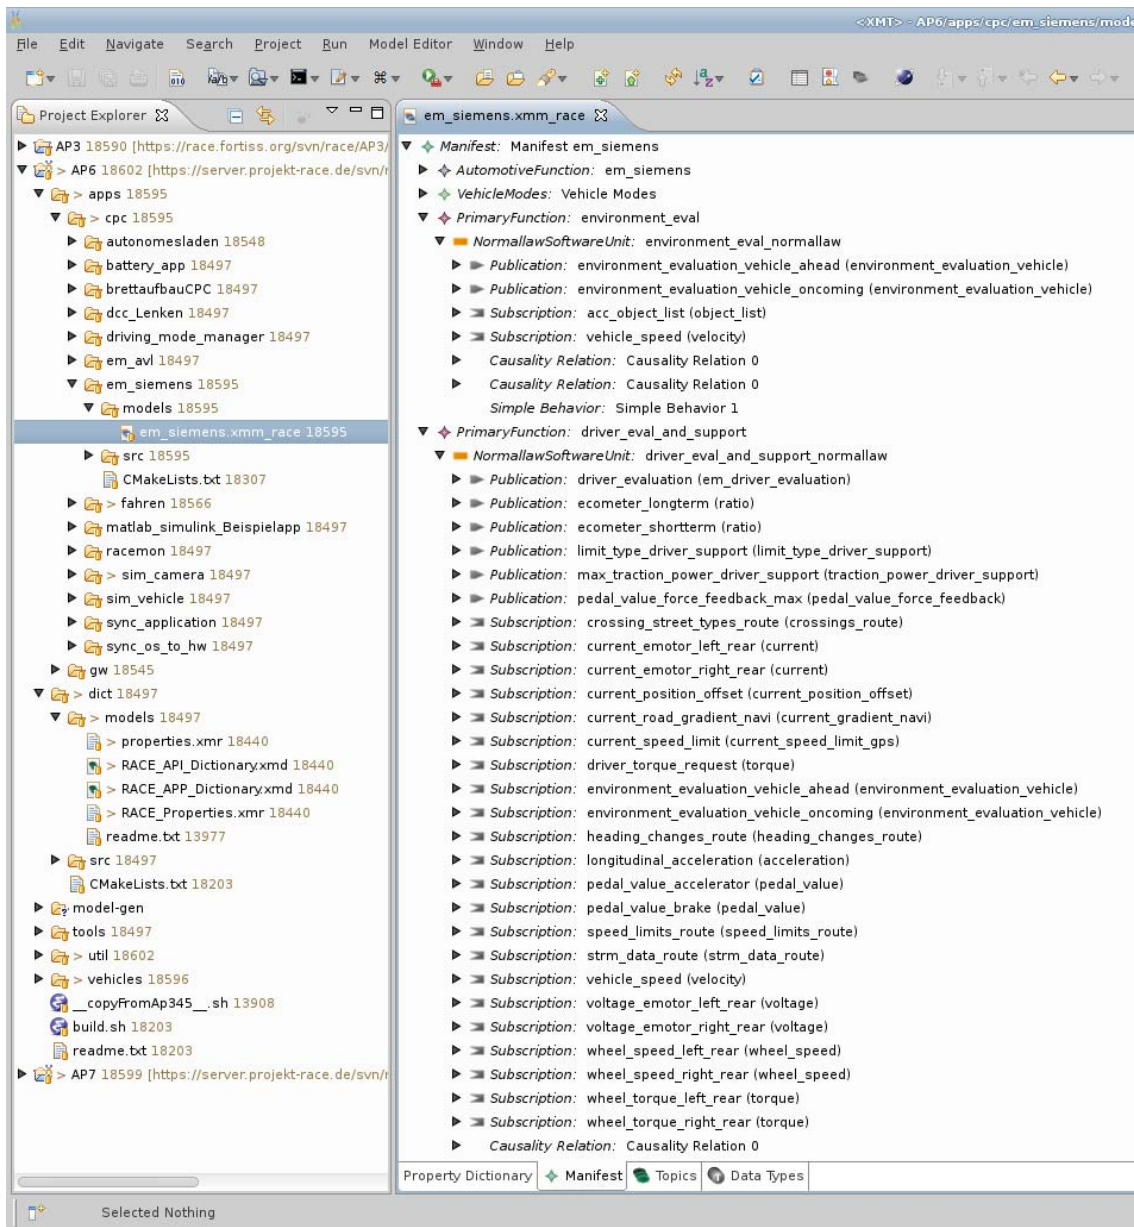 <XMT> - AP6/apps/cpc/em_siemens/mode
File Edit Navigate Search Project Run Model Editor Window Help
Project Explorer
AP3 18590 [https://race.fortiss.org/svn/race/AP3/
> AP6 18602 [https://server.projekt-race.de/svn/r
> apps 18595
> cpc 18595
autonomesladen 18548
battery_app 18497
brettaufbauCPC 18497
dcc_Lenken 18497
driving_mode_manager 18497
em_avl 18497
em_siemens 18595
models 18595
em_siemens.xmm_race 18595
src 18595
CMakeLists.txt 18307
> fahren 18566
matlab_simulink_Beispielapp 18497
racemon 18497
> sim_camera 18497
sim_vehicle 18497
sync_application 18497
sync_os_to_hw 18497
gw 18545
> dict 18497
> models 18497
> properties.xmr 18440
> RACE_API_Dictionary.xmd 18440
> RACE_APP_Dictionary.xmd 18440
> RACE_Properties.xmr 18440
readme.txt 13977
src 18497
CMakeLists.txt 18203
model-gen
tools 18497
> util 18602
> vehicles 18596
__copyFromAp345__.sh 13908
build.sh 18203
readme.txt 18203
> AP7 18599 [https://server.projekt-race.de/svn/r
em_siemens.xmm_race
Manifest: Manifest em_siemens
AutomotiveFunction: em_siemens
VehicleModes: Vehicle Modes
PrimaryFunction: environment_eval
NormallawSoftwareUnit: environment_eval_normallaw
Publication: environment_evaluation_vehicle_ahead (environment_evaluation_vehicle)
Publication: environment_evaluation_vehicle_oncoming (environment_evaluation_vehicle)
Subscription: acc_object_list (object_list)
Subscription: vehicle_speed (velocity)
Causality Relation: Causality Relation 0
Causality Relation: Causality Relation 0
Simple Behavior: Simple Behavior 1
PrimaryFunction: driver_eval_and_support
NormallawSoftwareUnit: driver_eval_and_support_normallaw
Publication: driver_evaluation (em_driver_evaluation)
Publication: ecometer_longterm (ratio)
Publication: ecometer_shortterm (ratio)
Publication: limit_type_driver_support (limit_type_driver_support)
Publication: max_traction_power_driver_support (traction_power_driver_support)
Publication: pedal_value_force_feedback_max (pedal_value_force_feedback)
Subscription: crossing_street_types_route (crossings_route)
Subscription: current_emotor_left_rear (current)
Subscription: current_emotor_right_rear (current)
Subscription: current_position_offset (current_position_offset)
Subscription: current_road_gradient_navi (current_gradient_navi)
Subscription: current_speed_limit (current_speed_limit_gps)
Subscription: driver_torque_request (torque)
Subscription: environment_evaluation_vehicle_ahead (environment_evaluation_vehicle)
Subscription: environment_evaluation_vehicle_oncoming (environment_evaluation_vehicle)
Subscription: heading_changes_route (heading_changes_route)
Subscription: longitudinal_acceleration (acceleration)
Subscription: pedal_value_accelerator (pedal_value)
Subscription: pedal_value_brake (pedal_value)
Subscription: speed_limits_route (speed_limits_route)
Subscription: strm_data_route (strm_data_route)
Subscription: vehicle_speed (velocity)
Subscription: voltage_emotor_left_rear (voltage)
Subscription: voltage_emotor_right_rear (voltage)
Subscription: wheel_speed_left_rear (wheel_speed)
Subscription: wheel_speed_right_rear (wheel_speed)
Subscription: wheel_torque_left_rear (torque)
Subscription: wheel_torque_right_rear (torque)
Causality Relation: Causality Relation 0
Property Dictionary Manifest Topics Data Types
Selected Nothing